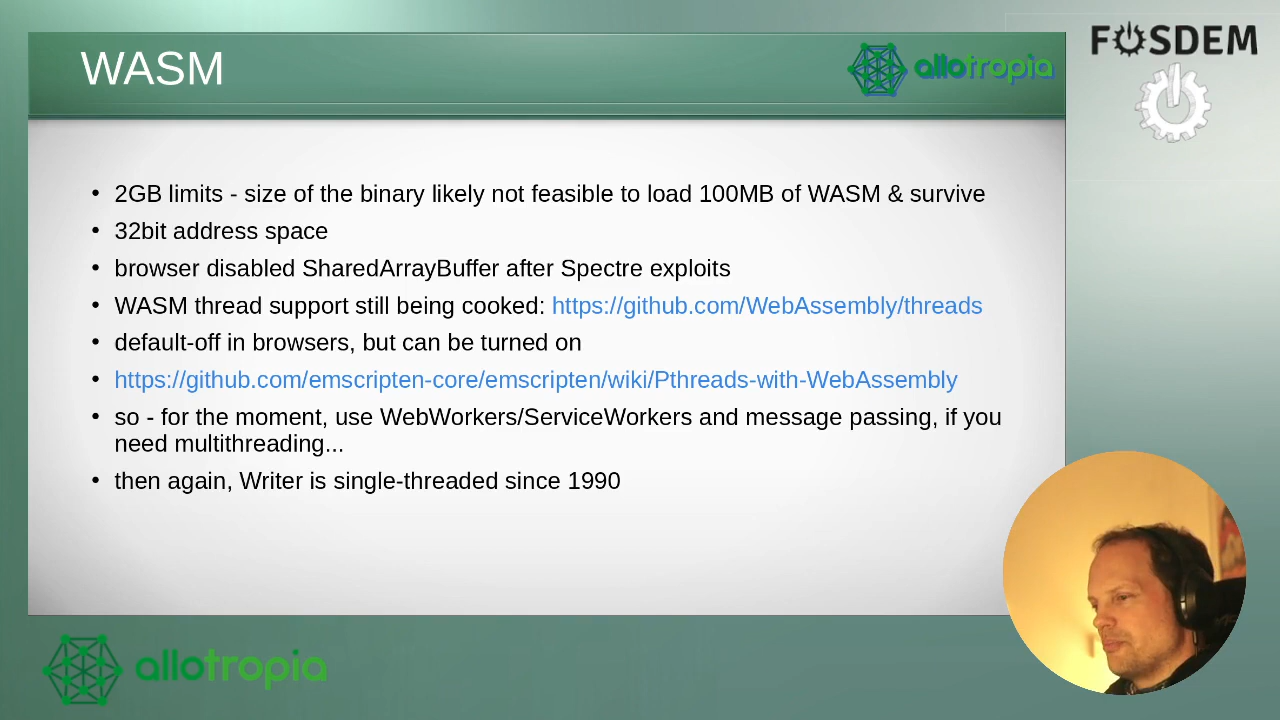 WASM
allotropia
FOSDEM
• 2GB limits - size of the binary likely not feasible to load 100MB of WASM & survive
• 32bit address space
• browser disabled SharedArrayBuffer after Spectre exploits
• WASM thread support still being cooked: https://github.com/WebAssembly/threads
• default-off in browsers, but can be turned on
• https://github.com/emscripten-core/emscripten/wiki/Pthreads-with-WebAssembly
• so - for the moment, use WebWorkers/ServiceWorkers and message passing, if you
need multithreading...
• then again, Writer is single-threaded since 1990
allotropia